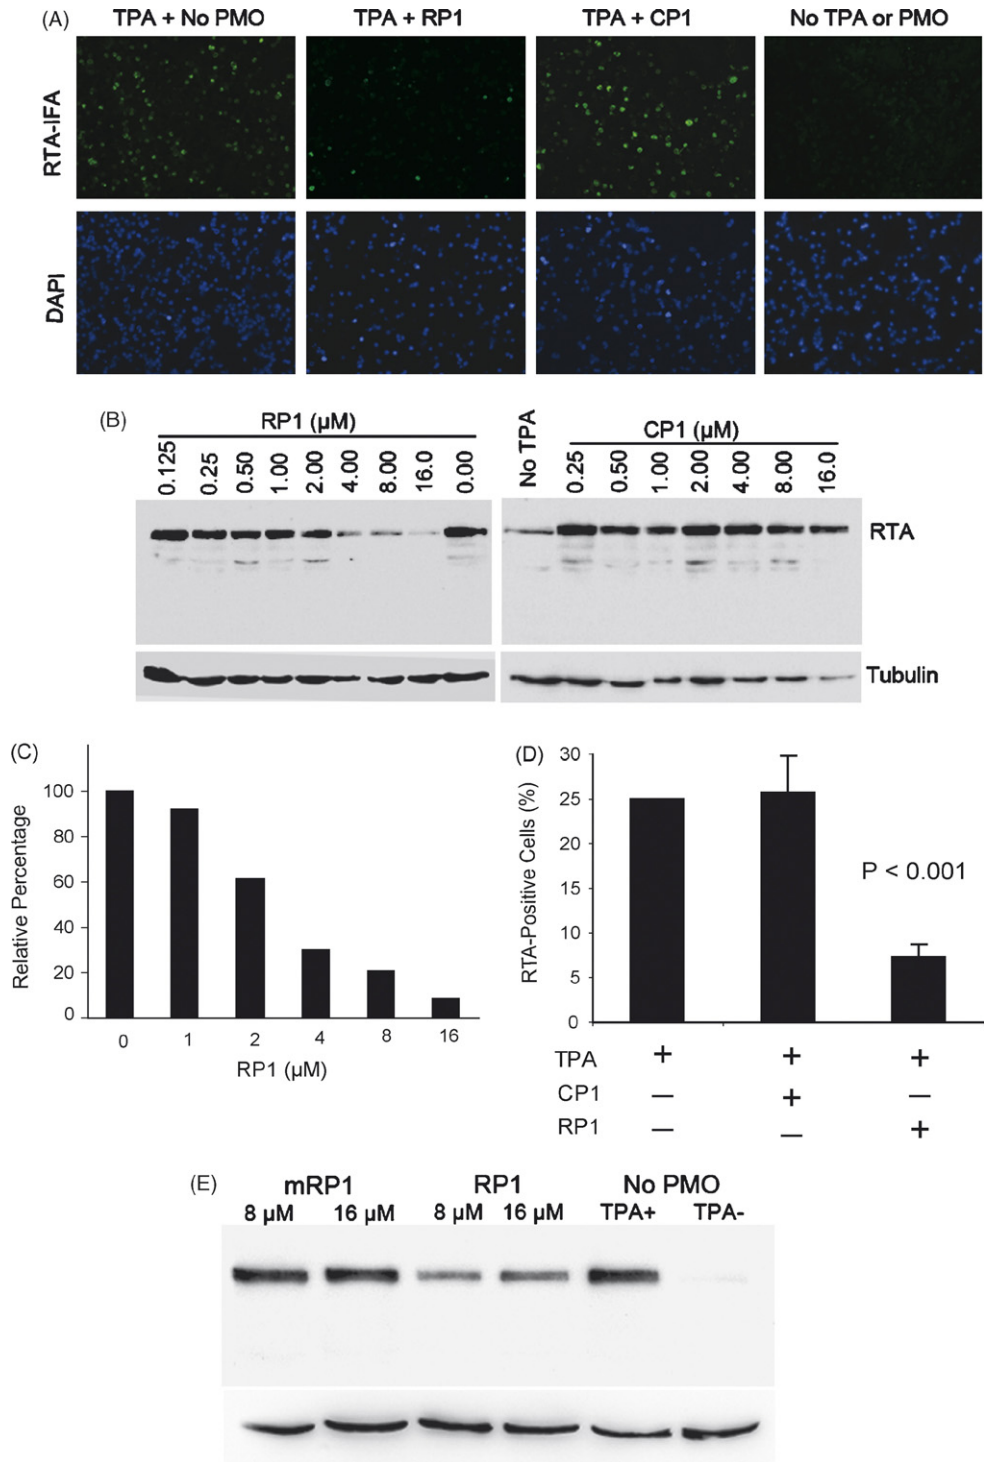 (A) TPA + No PMO TPA + RP1 TPA + CP1 No TPA or PMO
RTA-IFA
DAPI
(B) RP1 (µM) No TPA CP1 (µM)
0.125 0.25 0.50 1.00 2.00 4.00 8.00 16.0 0.00 0.25 0.50 1.00 2.00 4.00 8.00 16.0
RTA
Tubulin
(C)
Relative Percentage
100
80
60
40
20
0
0 1 2 4 8 16
RP1 (µM)
(D)
RTA-Positive Cells (%)
30
25
20
15
10
5
0
P < 0.001
TPA + + +
CP1 — + —
RP1 — — +
(E) mRP1 RP1 No PMO
8 µM 16 µM 8 µM 16 µM TPA+ TPA-